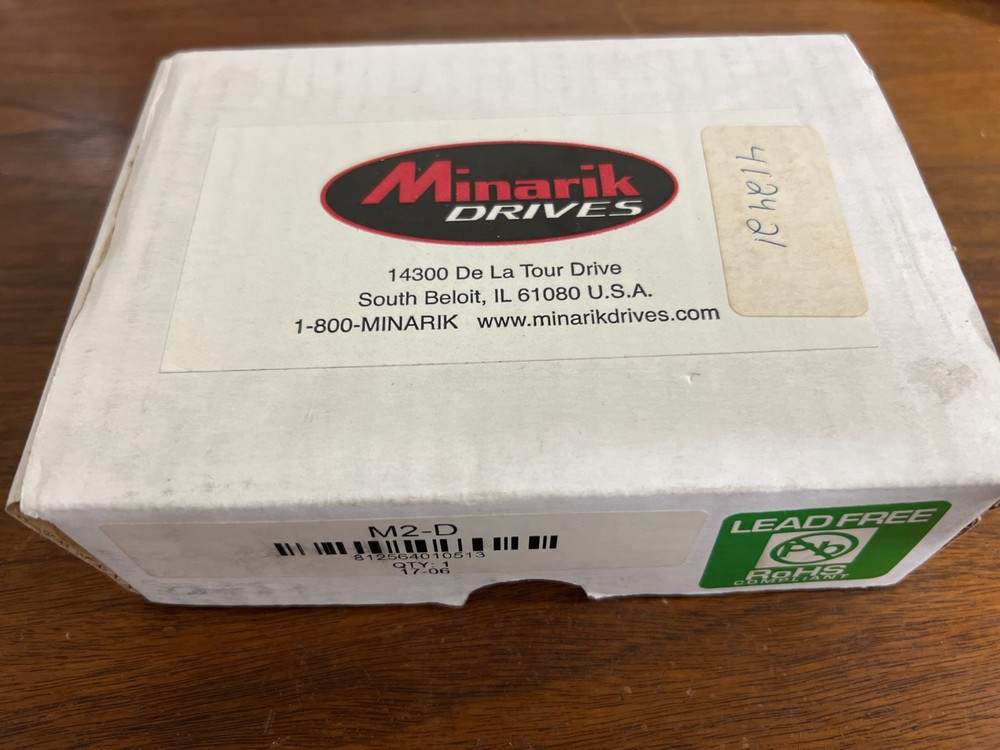 Minarik
DRIVES
14300 De La Tour Drive
South Beloit, IL 61080 U.S.A.
1-800-MINARIK www.minarikdrives.com
412421
M2-D
812564010513
QTY: 1
17-06
LEAD FREE
Pb
RoHS
COMPLIANT